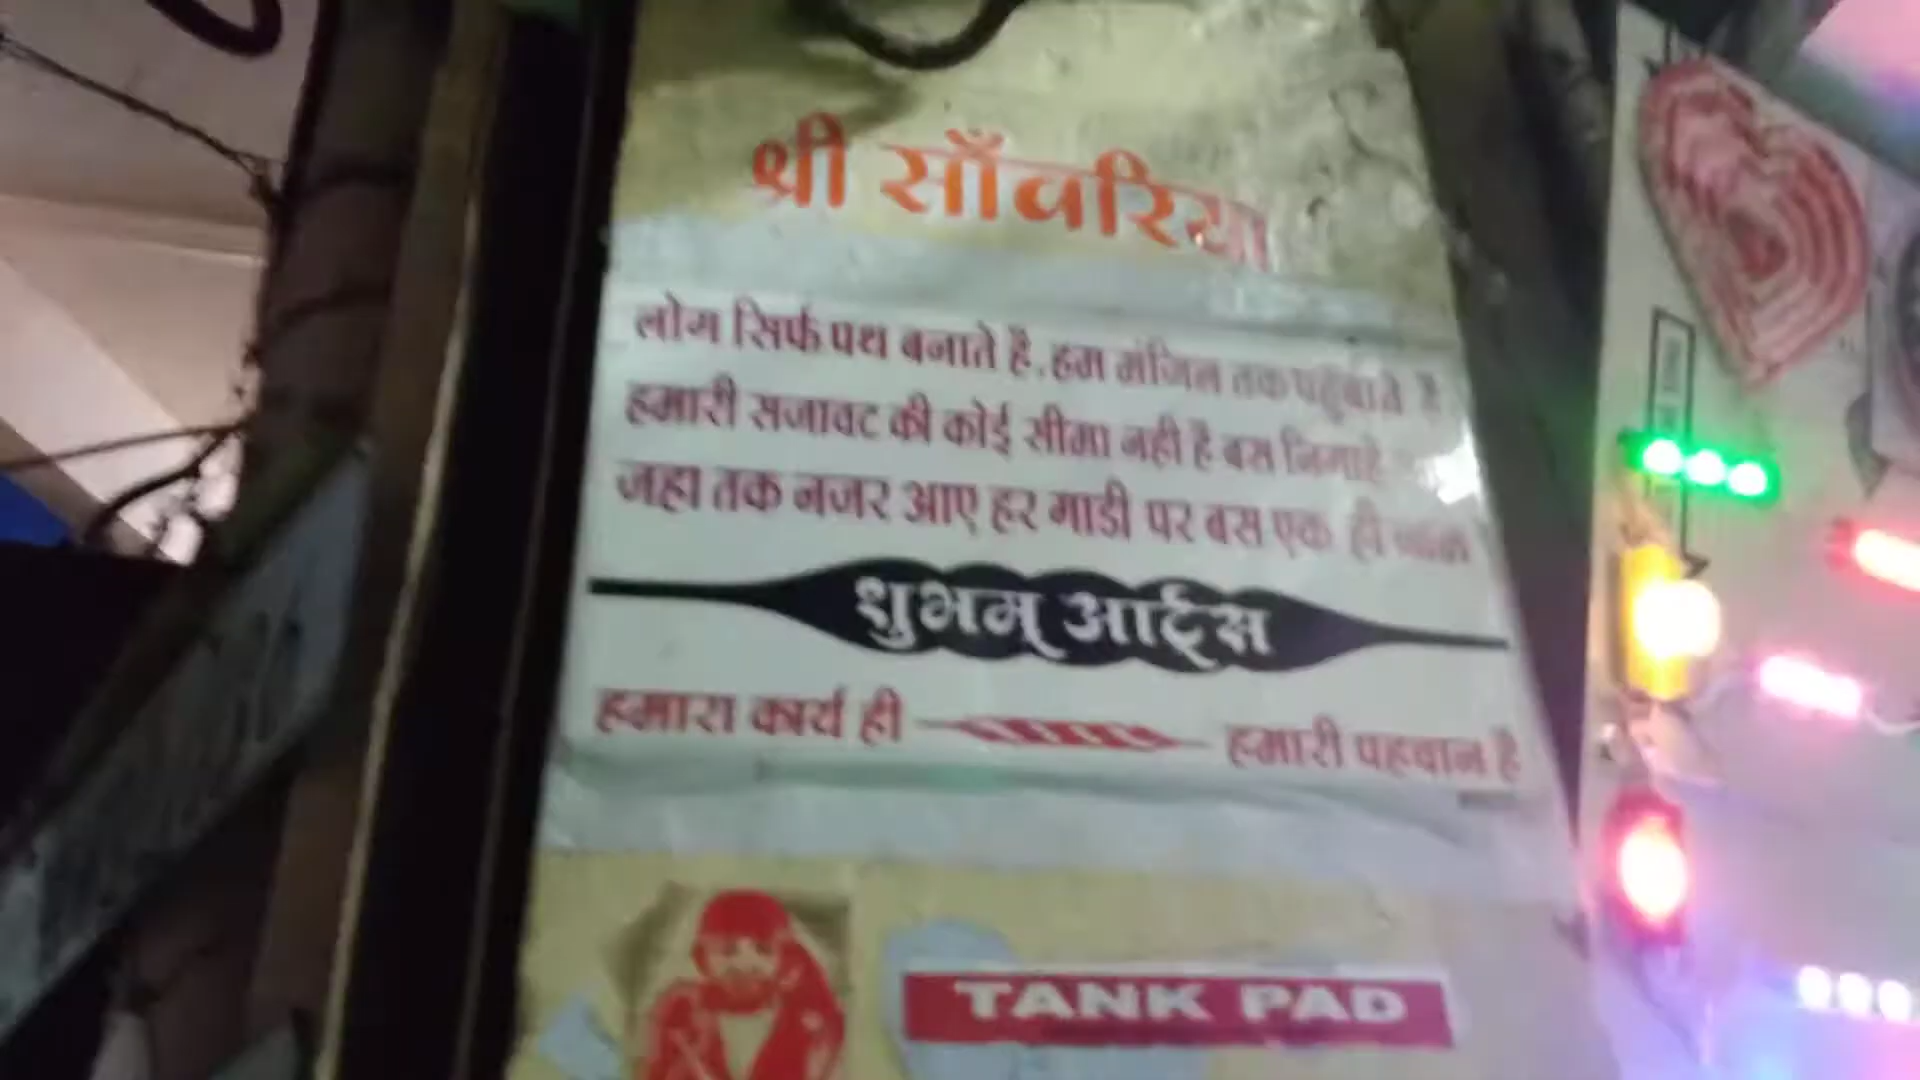 श्री साँवरिया
लोग सिर्फ पथ बनाते है. हम मंजिल तक पहुँचाते है
हमारी सजावट की कोई सीमा नही है बस निगाहे
जहा तक नजर आए हर गाडी पर बस एक ही नाम
शुभम् आर्ट्स
हमारा कार्य ही हमारी पहचान है
TANK PAD